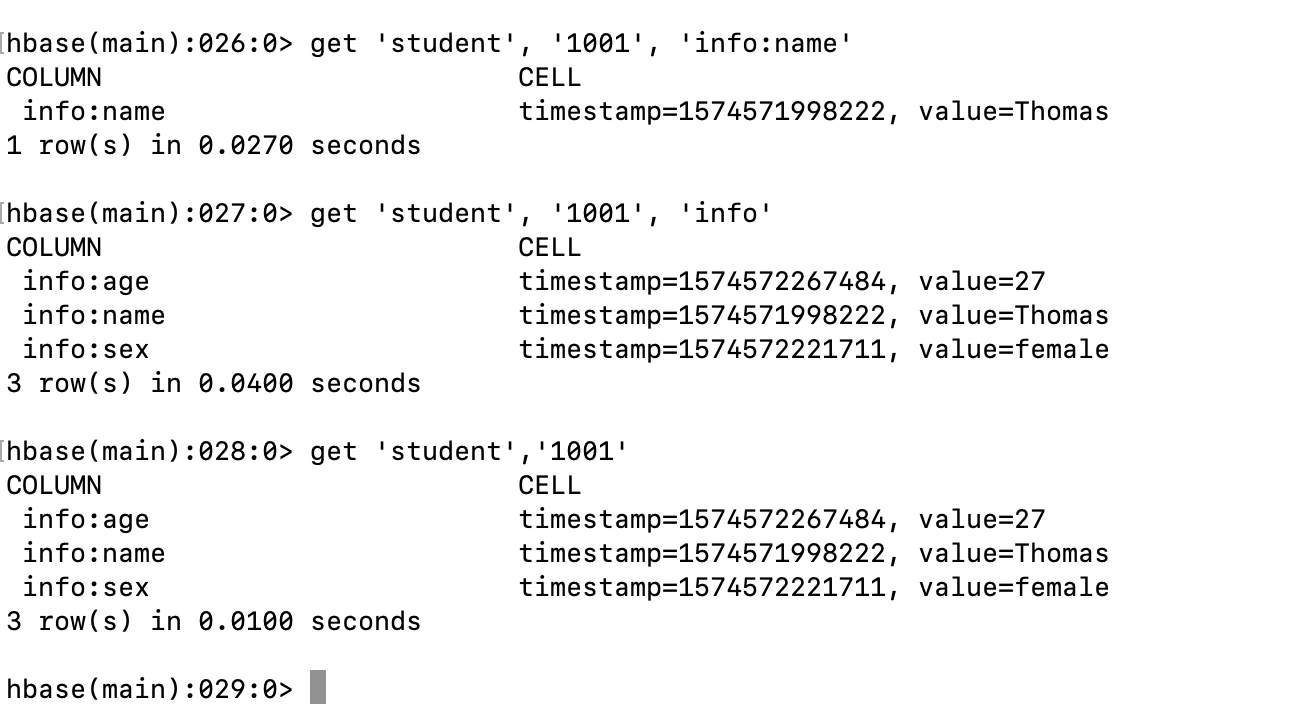 hbase(main):026:0> get 'student', '1001', 'info:name'
COLUMN                          CELL
 info:name                      timestamp=1574571998222, value=Thomas
1 row(s) in 0.0270 seconds

hbase(main):027:0> get 'student', '1001', 'info'
COLUMN                          CELL
 info:age                       timestamp=1574572267484, value=27
 info:name                      timestamp=1574571998222, value=Thomas
 info:sex                       timestamp=1574572221711, value=female
3 row(s) in 0.0400 seconds

hbase(main):028:0> get 'student','1001'
COLUMN                          CELL
 info:age                       timestamp=1574572267484, value=27
 info:name                      timestamp=1574571998222, value=Thomas
 info:sex                       timestamp=1574572221711, value=female
3 row(s) in 0.0100 seconds

hbase(main):029:0>